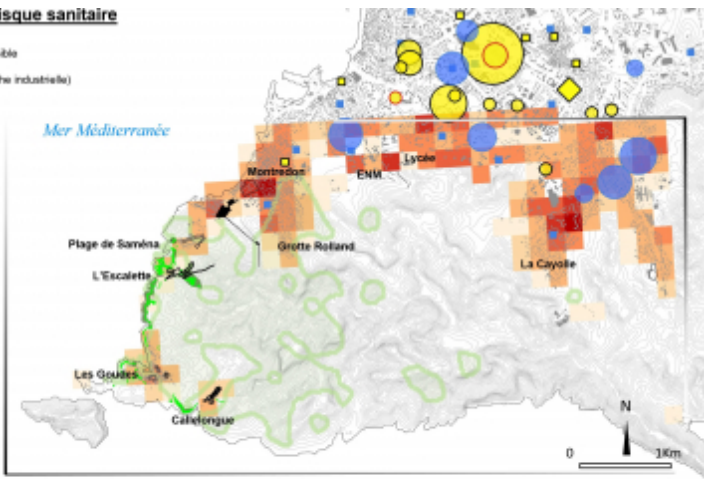 isque sanitaire
ible
he industrielle)
Mer Méditerranée
Lycée
Montredon
ENM
Plage de Saména
Grotte Rolland
L'Escalette
La Cayolle
Les Goudes
Callelongue
N
0
1Km